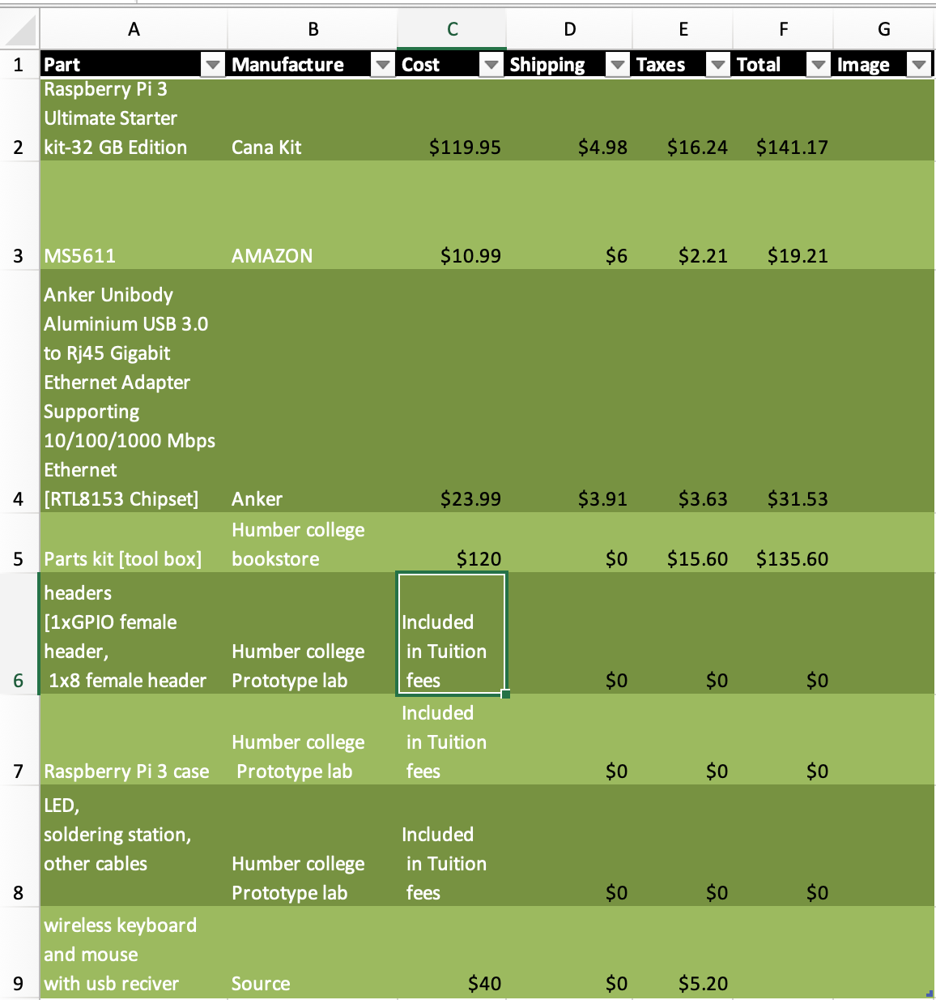 A B C D E F G
1 Part Manufacture Cost Shipping Taxes Total Image
Raspberry Pi 3
Ultimate Starter
2 kit-32 GB Edition Cana Kit $119.95 $4.98 $16.24 $141.17
3 MS5611 AMAZON $10.99 $6 $2.21 $19.21
Anker Unibody
Aluminium USB 3.0
to Rj45 Gigabit
Ethernet Adapter
Supporting
10/100/1000 Mbps
Ethernet
4 [RTL8153 Chipset] Anker $23.99 $3.91 $3.63 $31.53
Humber college
5 Parts kit [tool box] bookstore $120 $0 $15.60 $135.60
headers
[1xGPIO female Included
header, Humber college in Tuition
6 1x8 female header Prototype lab fees $0 $0 $0
Included
Humber college in Tuition
7 Raspberry Pi 3 case Prototype lab fees $0 $0 $0
LED,
soldering station, Included
other cables Humber college in Tuition
8 Prototype lab fees $0 $0 $0
wireless keyboard
and mouse
9 with usb reciver Source $40 $0 $5.20